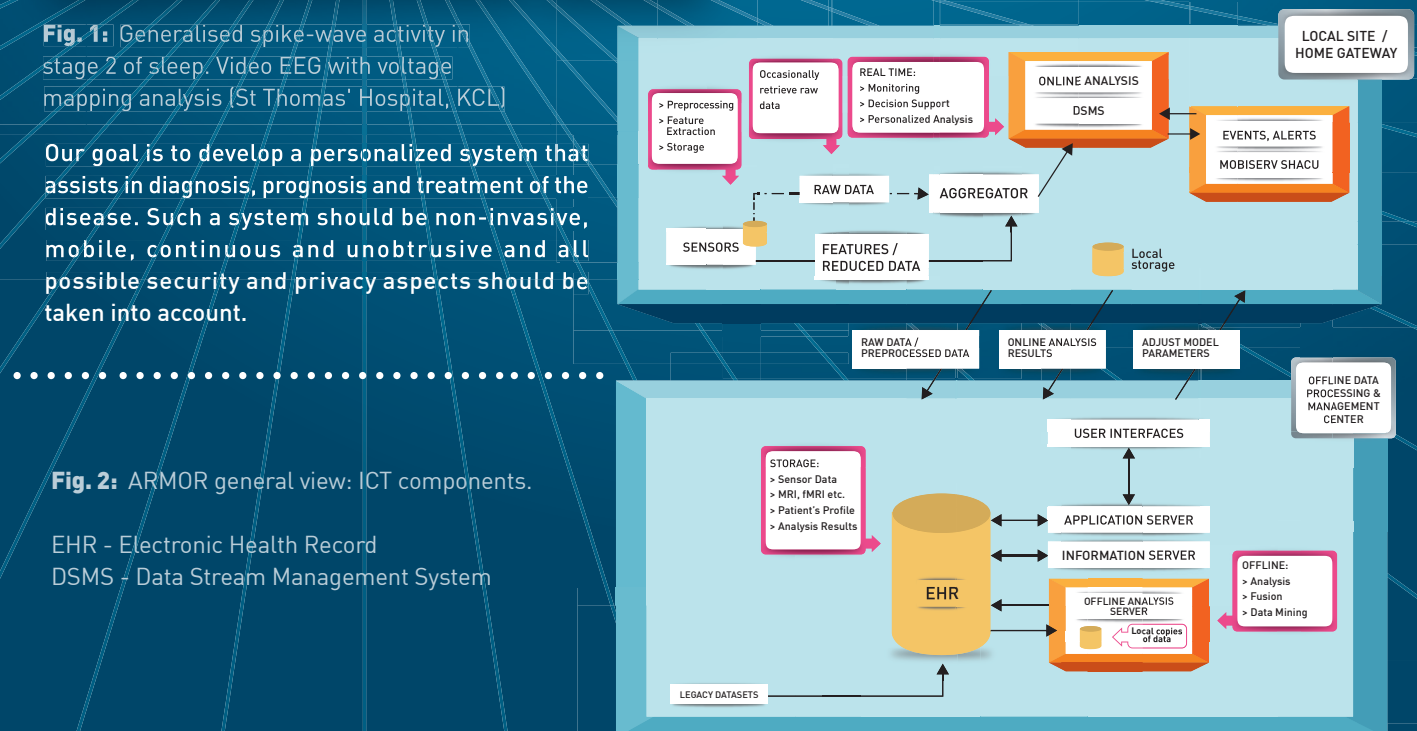 Fig. 1: Generalised spike-wave activity in
stage 2 of sleep. Video EEG with voltage
mapping analysis (St Thomas' Hospital, KCL)
Our goal is to develop a personalized system that
assists in diagnosis, prognosis and treatment of the
disease. Such a system should be non-invasive,
mobile, continuous and unobtrusive and all
possible security and privacy aspects should be
taken into account.
Fig. 2: ARMOR general view: ICT components.
EHR - Electronic Health Record
DSMS - Data Stream Management System
LOCAL SITE /
HOME GATEWAY
> Preprocessing
> Feature
Extraction
> Storage
Occasionally
retrieve raw
data
REAL TIME:
> Monitoring
> Decision Support
> Personalized Analysis
ONLINE ANALYSIS
DSMS
EVENTS, ALERTS
MOBISERV SHACU
RAW DATA
AGGREGATOR
SENSORS
FEATURES /
REDUCED DATA
Local
storage
RAW DATA /
PREPROCESSED DATA
ONLINE ANALYSIS
RESULTS
ADJUST MODEL
PARAMETERS
OFFLINE DATA
PROCESSING &
MANAGEMENT
CENTER
USER INTERFACES
STORAGE:
> Sensor Data
> MRI, fMRI etc.
> Patient's Profile
> Analysis Results
APPLICATION SERVER
INFORMATION SERVER
EHR
OFFLINE ANALYSIS
SERVER
Local copies
of data
OFFLINE:
> Analysis
> Fusion
> Data Mining
LEGACY DATASETS